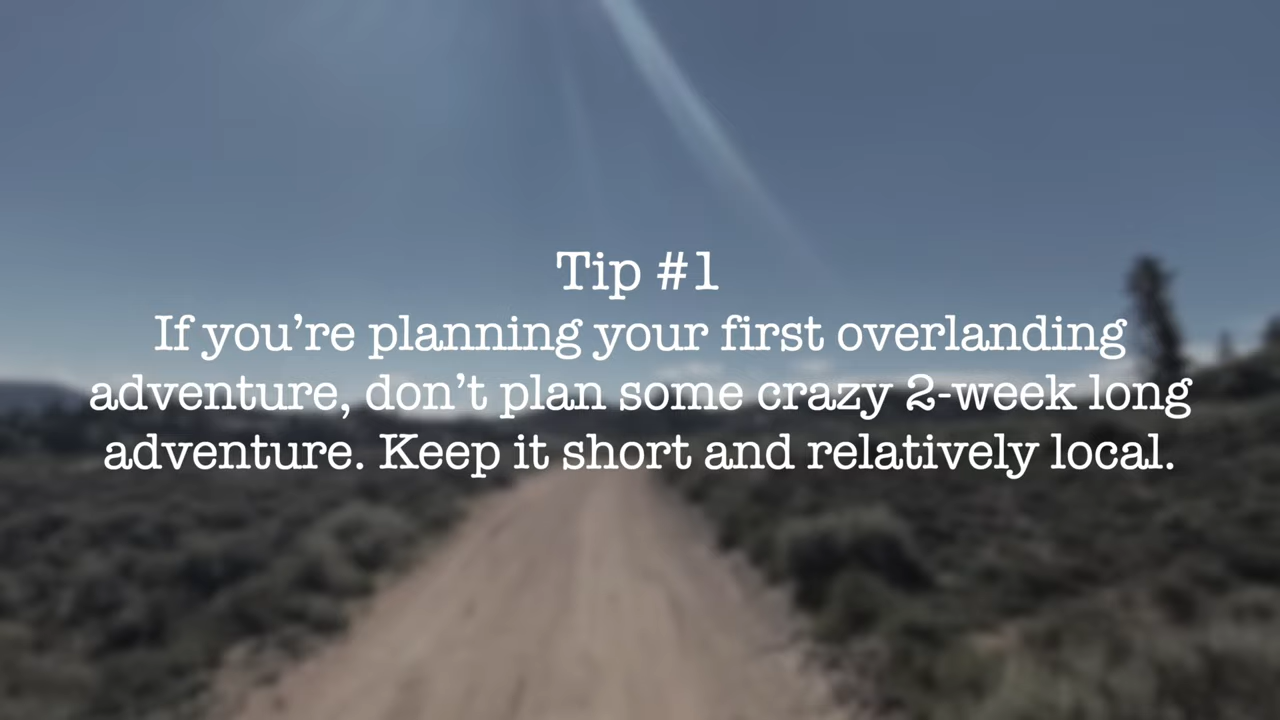 Tip #1
If you’re planning your first overlanding
adventure, don’t plan some crazy 2-week long
adventure. Keep it short and relatively local.